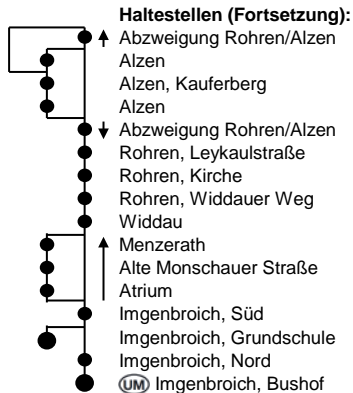 Haltestellen (Fortsetzung):
Abzweigung Rohren/Alzen
Alzen
Alzen, Kauferberg
Alzen
Abzweigung Rohren/Alzen
Rohren, Leykaulstraße
Rohren, Kirche
Rohren, Widdauer Weg
Widdau
Menzerath
Alte Monschauer Straße
Atrium
Imgenbroich, Süd
Imgenbroich, Grundschule
Imgenbroich, Nord
UM Imgenbroich, Bushof